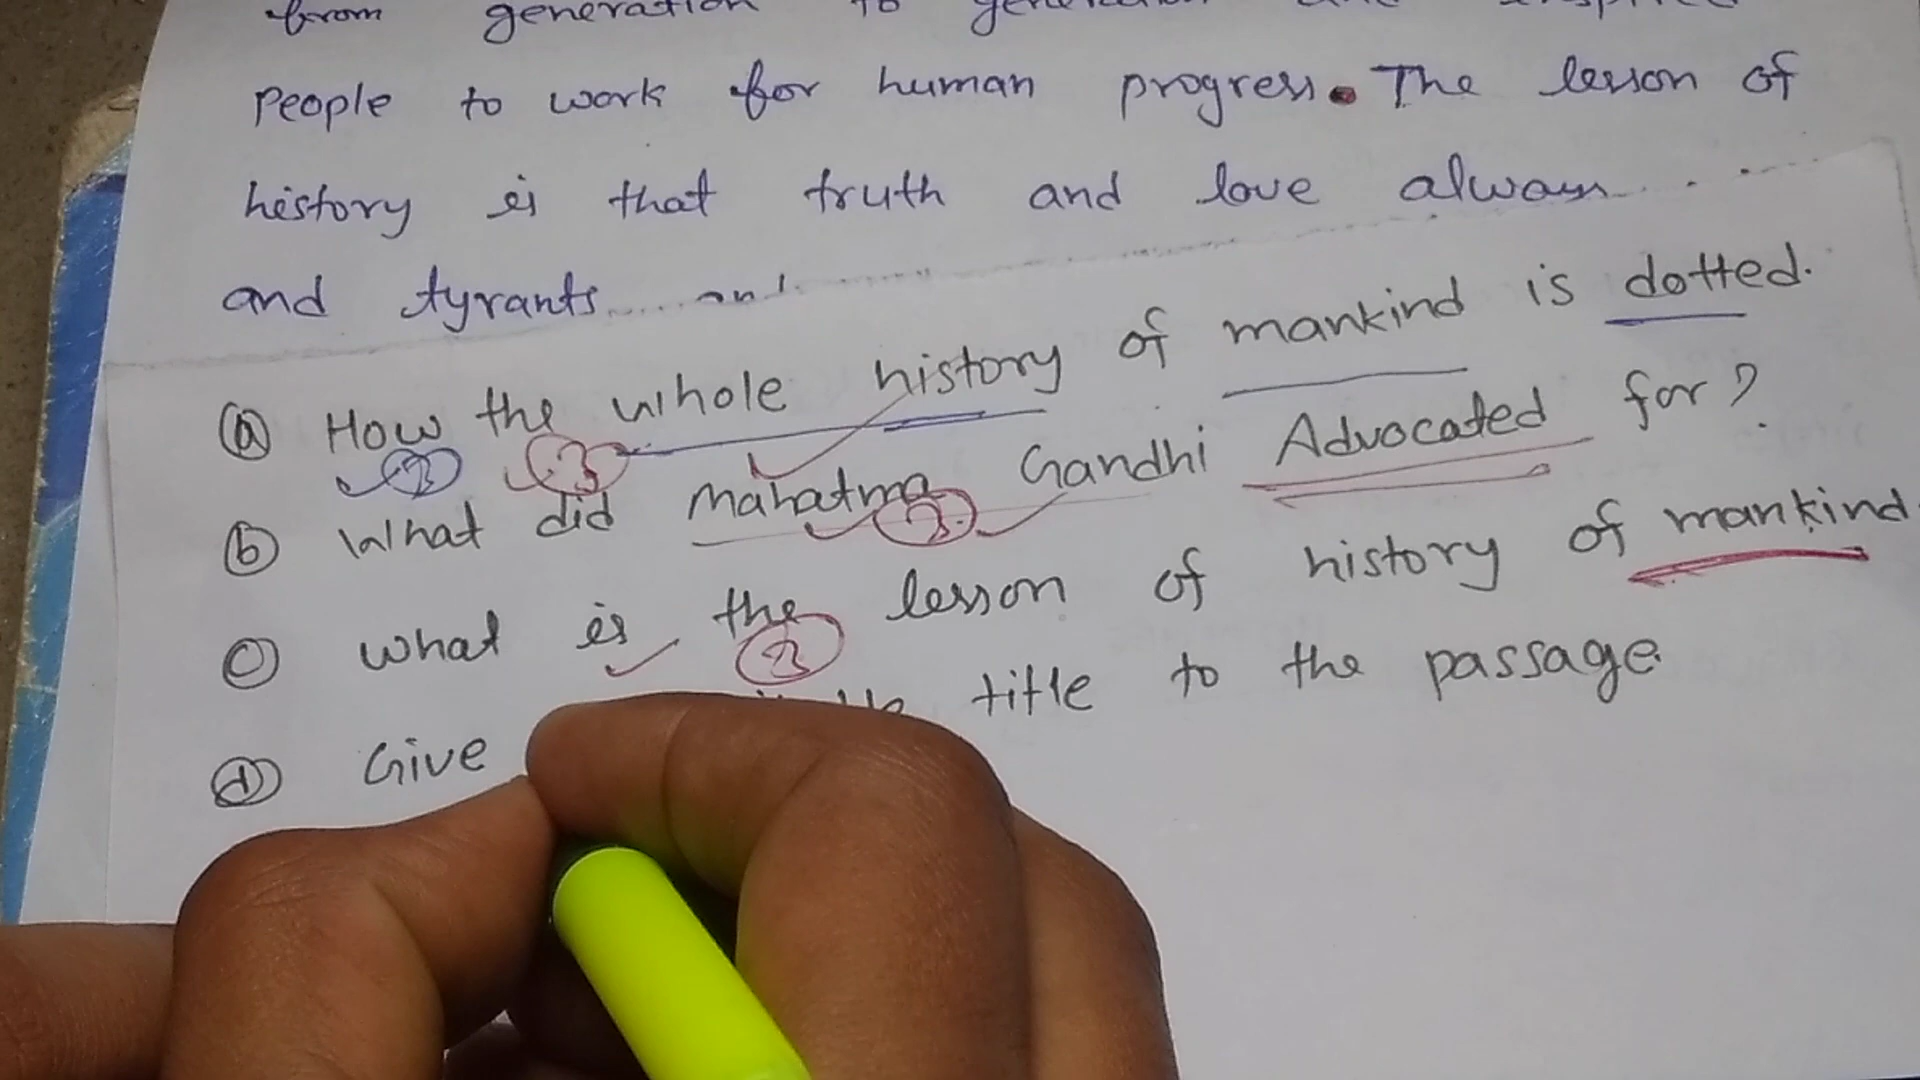 from generation to generation
People to work for human progress. The lesson of
history is that truth and love always
and tyrants
(a) How the whole history of mankind is dotted.
(b) What did Mahatma Gandhi Advocated for?
(c) what is the lesson of history of mankind.
(d) Give title to the passage.